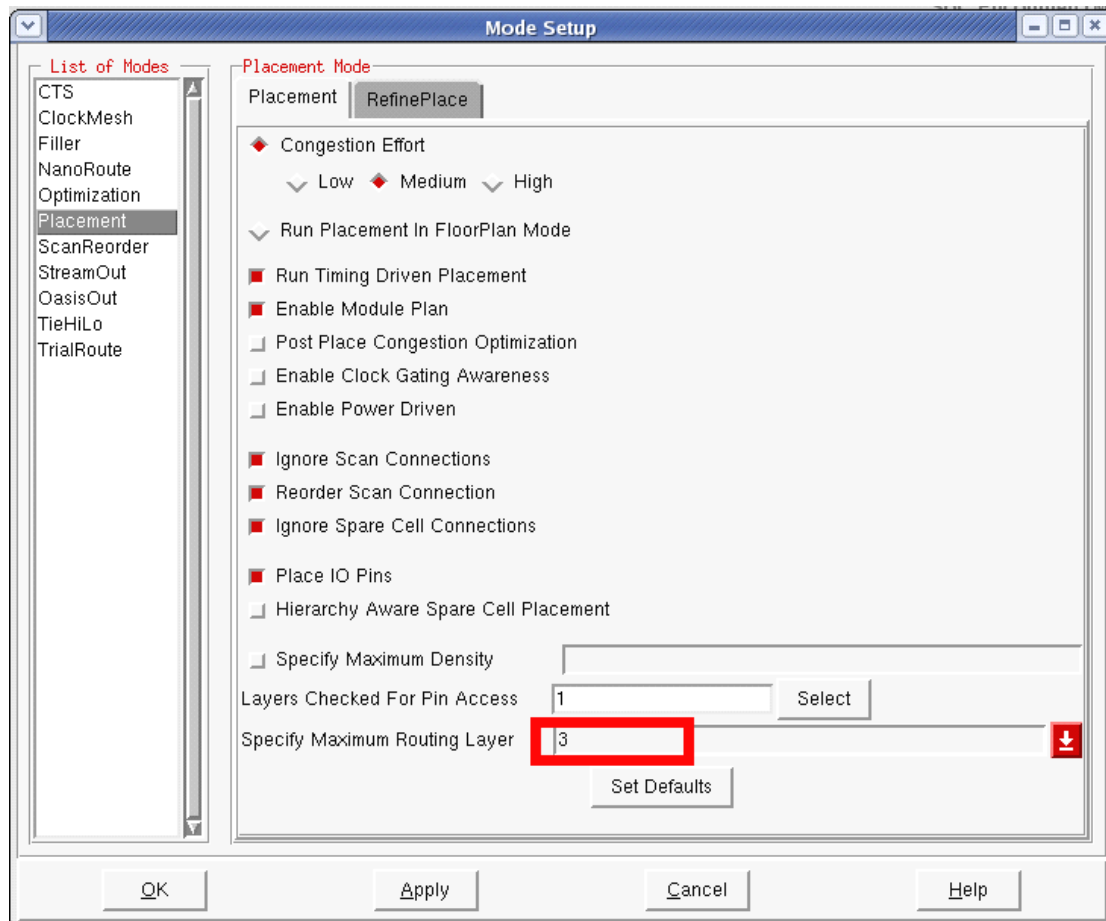 Mode Setup
List of Modes
CTS
ClockMesh
Filler
NanoRoute
Optimization
Placement
ScanReorder
StreamOut
OasisOut
TieHiLo
TrialRoute
Placement Mode
Placement RefinePlace
Congestion Effort
Low Medium High
Run Placement In FloorPlan Mode
Run Timing Driven Placement
Enable Module Plan
Post Place Congestion Optimization
Enable Clock Gating Awareness
Enable Power Driven
Ignore Scan Connections
Reorder Scan Connection
Ignore Spare Cell Connections
Place IO Pins
Hierarchy Aware Spare Cell Placement
Specify Maximum Density
Layers Checked For Pin Access 1 Select
Specify Maximum Routing Layer 3
Set Defaults
OK Apply Cancel Help